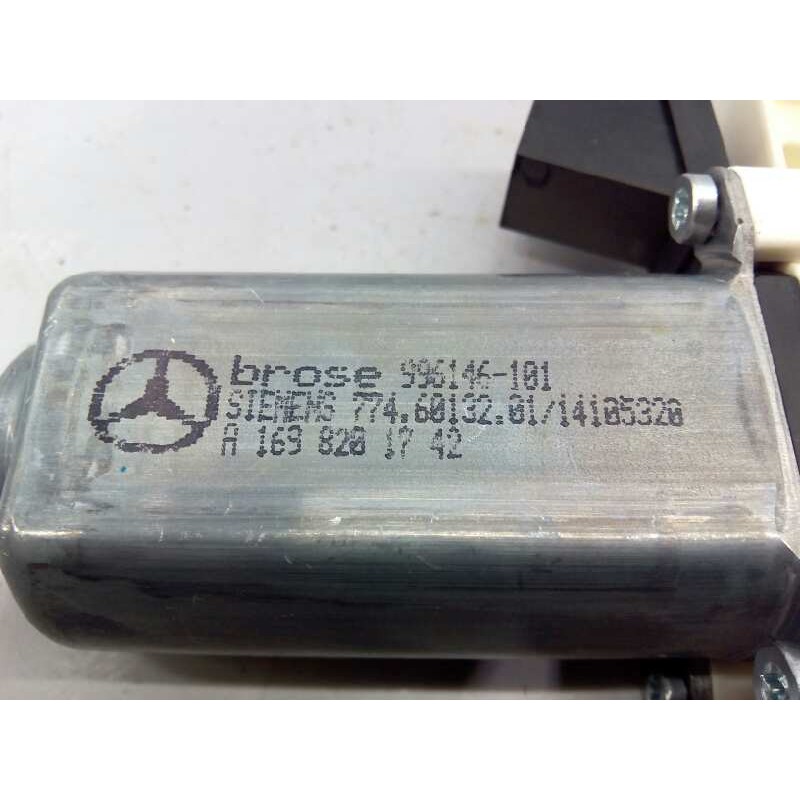 brose 996146-101
SIEMENS 774.60132.01/14105320
A 169 820 17 42